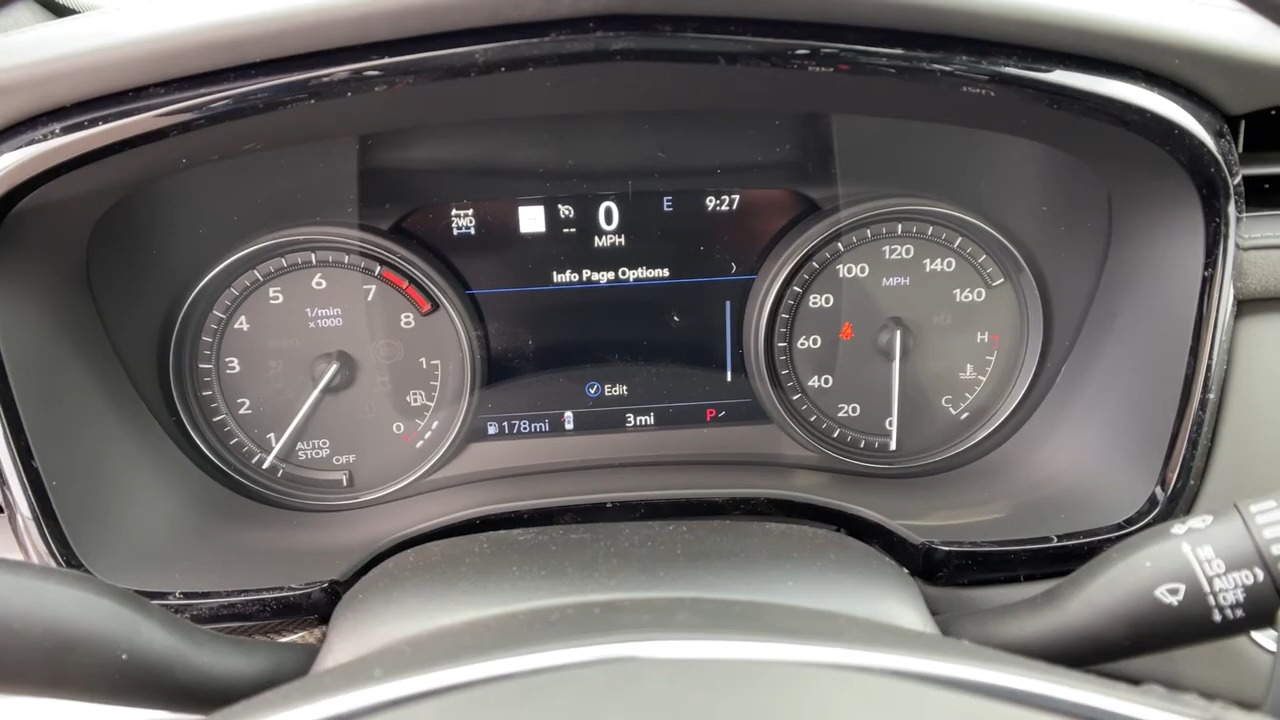 2WD
--
0
MPH
E
9:27
Info Page Options
Edit
178mi
3mi
P
1
2
3
4
5
6
7
8
1/min
x1000
AUTO
STOP
OFF
1
0
0
20
40
60
80
100
120
140
160
MPH
H
C
HI
LO
AUTO
OFF
1x